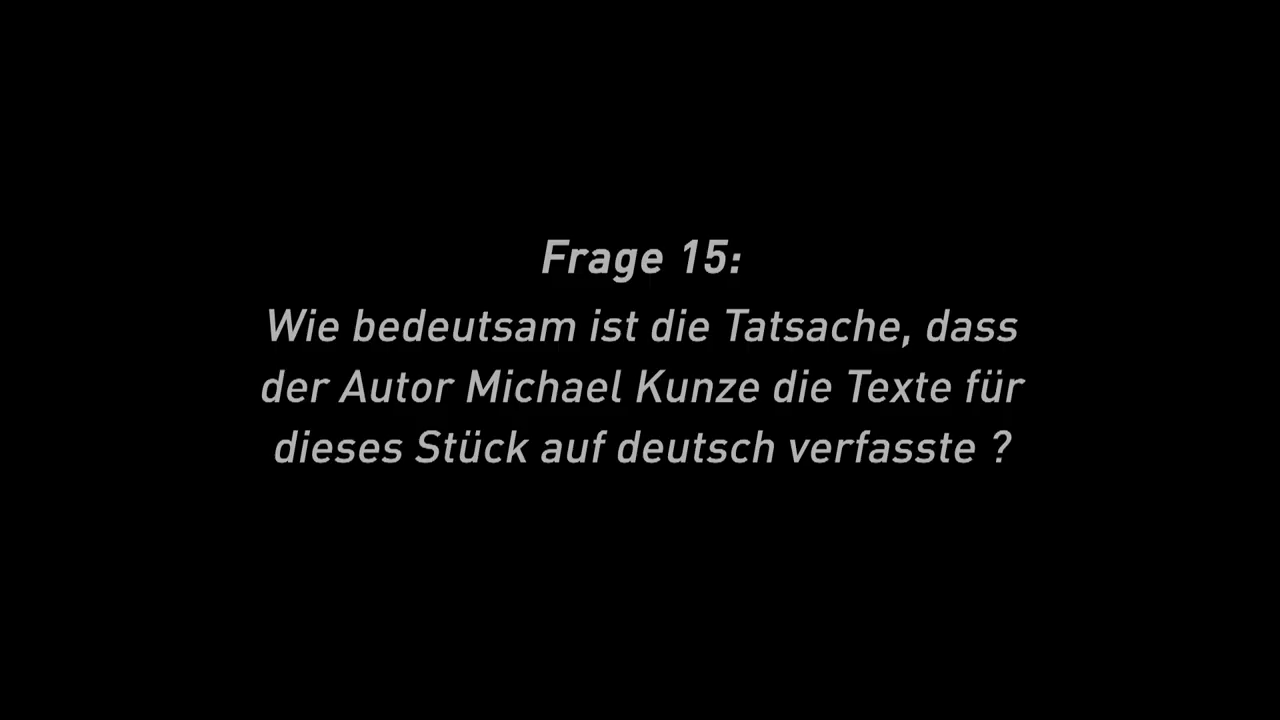 Frage 15:
Wie bedeutsam ist die Tatsache, dass
der Autor Michael Kunze die Texte für
dieses Stück auf deutsch verfasste ?